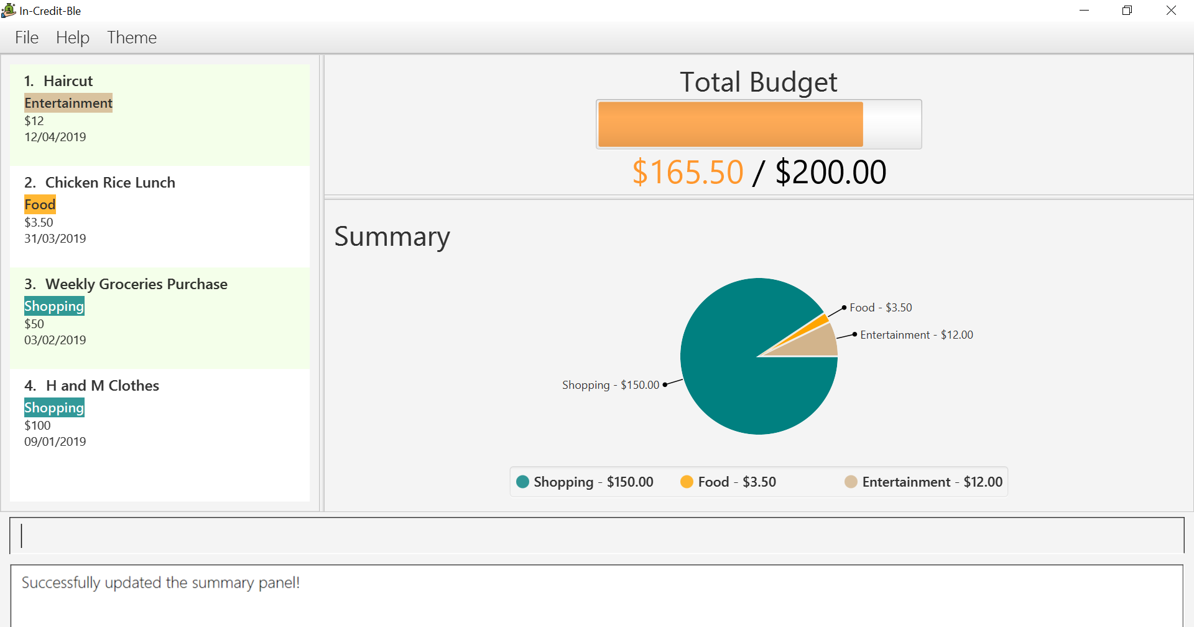 In-Credit-Ble
File Help Theme
1. Haircut
Entertainment
$12
12/04/2019
2. Chicken Rice Lunch
Food
$3.50
31/03/2019
3. Weekly Groceries Purchase
Shopping
$50
03/02/2019
4. H and M Clothes
Shopping
$100
09/01/2019
Total Budget
$165.50 / $200.00
Summary
Food - $3.50
Entertainment - $12.00
Shopping - $150.00
Shopping - $150.00 Food - $3.50 Entertainment - $12.00
Successfully updated the summary panel!